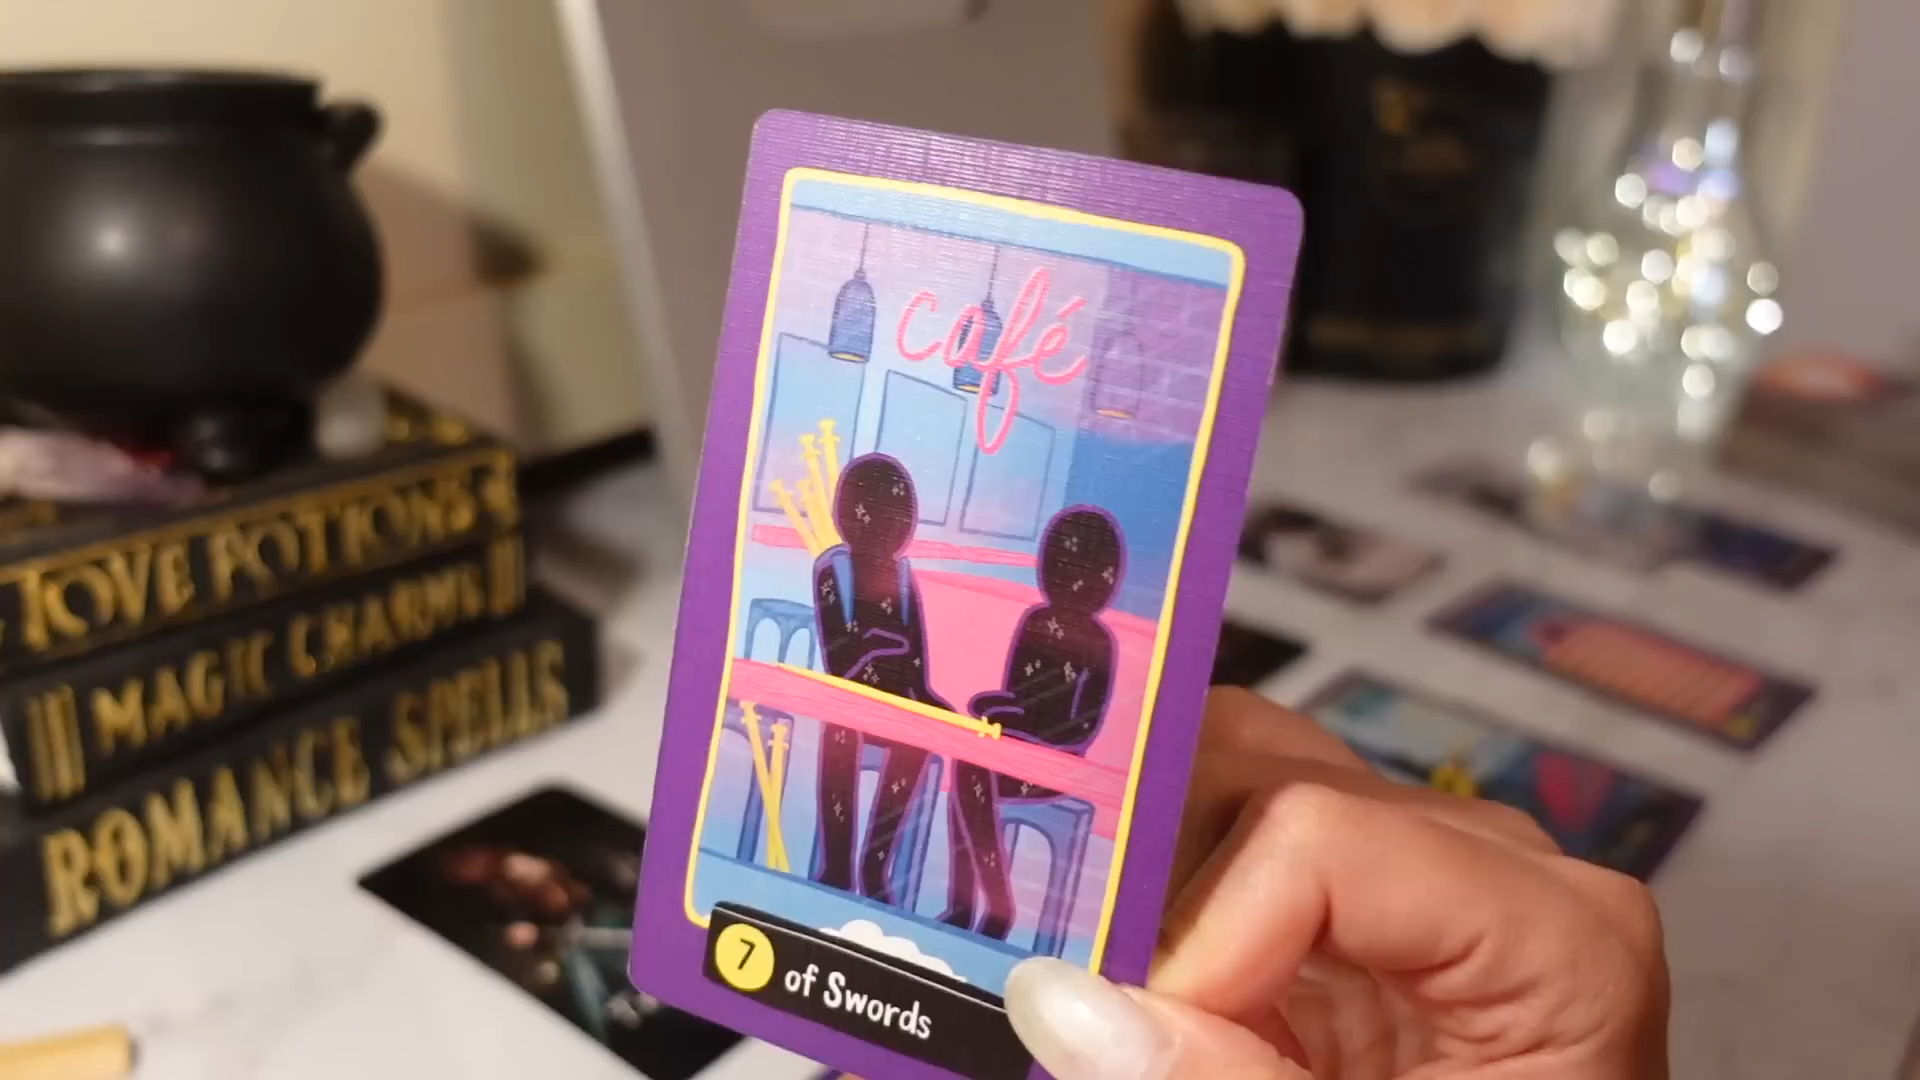 café
LOVE POTIONS
MAGIC CHARMS
ROMANCE SPELLS
7 of Swords